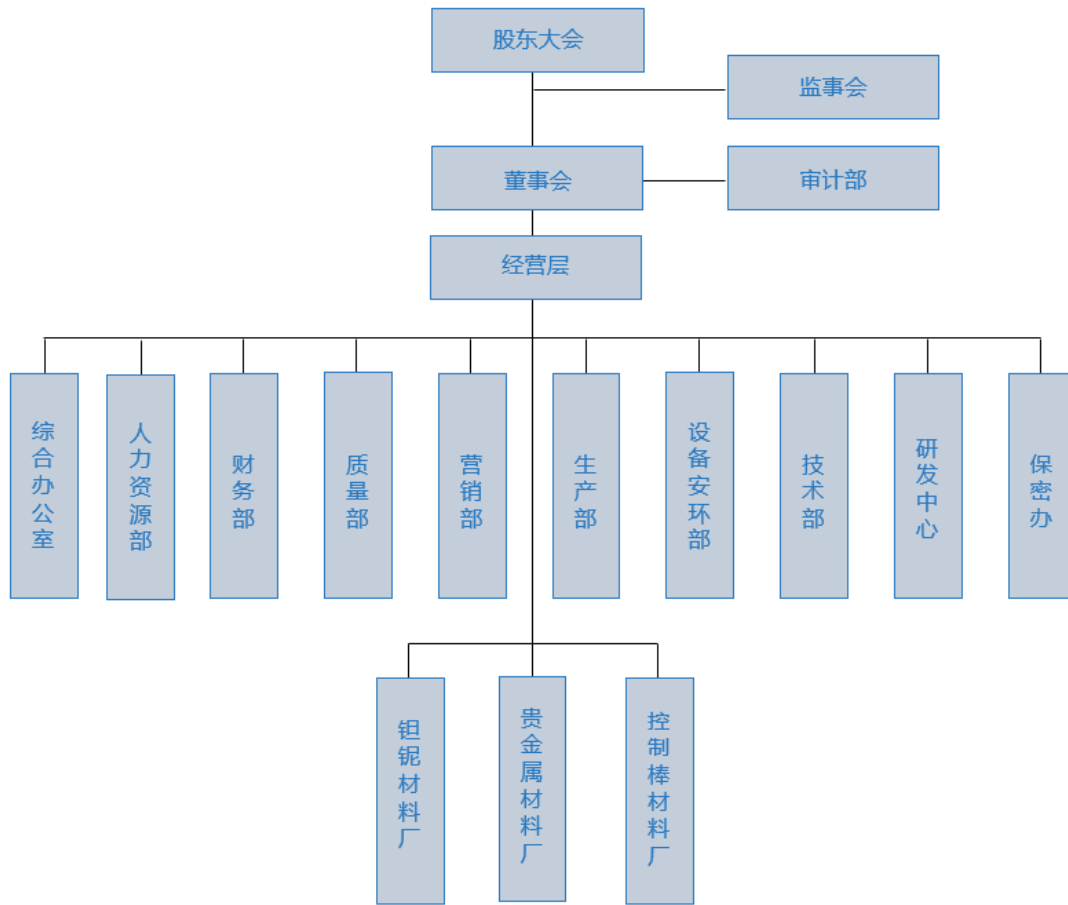 股东大会
监事会
董事会
审计部
经营层
综合办公室
人力资源部
财务部
质量部
营销部
生产部
设备安环部
技术部
研发中心
保密办
钽铌材料厂
贵金属材料厂
控制棒材料厂